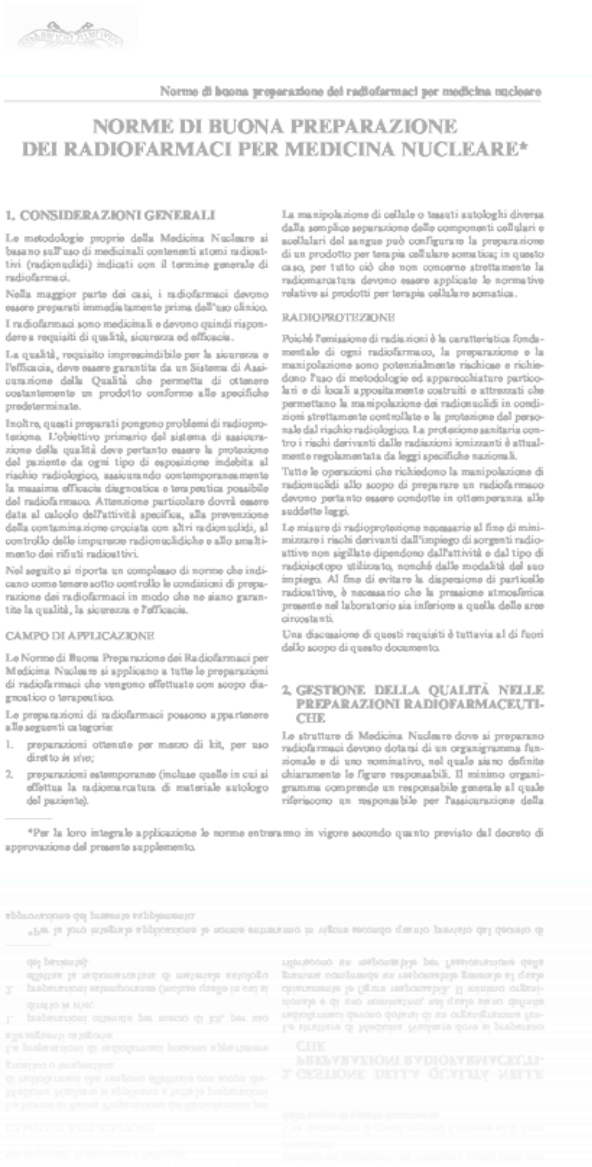 Norme di buona preparazione dei radiofarmaci per medicina nucleare
NORME DI BUONA PREPARAZIONE
DEI RADIOFARMACI PER MEDICINA NUCLEARE*
1. CONSIDERAZIONI GENERALI
Le metodologie proprie della Medicina Nucleare si
basano sull'uso di medicinali contenenti atomi radioat-
tivi (radionuclidi) indicati con il termine generale di
radiofarmaci.
Nella maggior parte dei casi, i radiofarmaci devono
essere preparati immediatamente prima dell'uso clinico.
I radiofarmaci sono medicinali e devono quindi rispon-
dere a requisiti di qualità, sicurezza ed efficacia.
La qualità, requisito imprescindibile per la sicurezza e
l'efficacia, deve essere garantita da un Sistema di Assi-
curazione della Qualità che permetta di ottenere
costantemente un prodotto conforme alle specifiche
predeterminate.
Inoltre, questi preparati pongono problemi di radiopro-
tezione. L'obiettivo primario del sistema di assicura-
zione della qualità deve pertanto essere la protezione
del paziente da ogni tipo di esposizione indebita al
rischio radiologico, assicurando contemporaneamente
la massima efficacia diagnostica e terapeutica possibile
del radiofarmaco. Attenzione particolare dovrà essere
data al calcolo dell'attività specifica, alla prevenzione
della contaminazione crociata con altri radionuclidi, al
controllo delle impurezze radionuclidiche e allo smalti-
mento dei rifiuti radioattivi.
Nel seguito si riporta un complesso di norme che indi-
cano come tenere sotto controllo le condizioni di prepa-
razione dei radiofarmaci in modo che ne siano garan-
tite la qualità, la sicurezza e l'efficacia.
CAMPO DI APPLICAZIONE
Le Norme di Buona Preparazione dei Radiofarmaci per
Medicina Nucleare si applicano a tutte le preparazioni
di radiofarmaci che vengono effettuate con scopo dia-
gnostico o terapeutico.
Le preparazioni di radiofarmaci possono appartenere
alle seguenti categorie:
1. preparazioni ottenute per mezzo di kit, per uso
diretto in vivo;
2. preparazioni estemporanee (incluse quelle in cui si
effettua la radiomarcatura di materiale autologo
del paziente).
La manipolazione di cellule o tessuti autologhi diversa
dalla semplice separazione delle componenti cellulari e
acellulari del sangue può configurare la preparazione
di un prodotto per terapia cellulare somatica; in questo
caso, per tutto ciò che non concerne strettamente la
radiomarcatura devono essere applicate le normative
relative ai prodotti per terapia cellulare somatica.
RADIOPROTEZIONE
Poiché l'emissione di radiazioni è la caratteristica fonda-
mentale di ogni radiofarmaco, la preparazione e la
manipolazione sono potenzialmente rischiose e richie-
dono l'uso di metodologie ed apparecchiature partico-
lari e di locali appositamente costruiti e attrezzati che
permettano la manipolazione dei radionuclidi in condi-
zioni strettamente controllate e la protezione del perso-
nale dal rischio radiologico. La protezione sanitaria con-
tro i rischi derivanti dalle radiazioni ionizzanti è attual-
mente regolamentata da leggi specifiche nazionali.
Tutte le operazioni che richiedono la manipolazione di
radionuclidi allo scopo di preparare un radiofarmaco
devono pertanto essere condotte in ottemperanza alle
suddette leggi.
Le misure di radioprotezione necessarie al fine di mini-
mizzare i rischi derivanti dall'impiego di sorgenti radio-
attive non sigillate dipendono dall'attività e dal tipo di
radioisotopo utilizzato, nonché dalle modalità del suo
impiego. Al fine di evitare la dispersione di particelle
radioattive, è necessario che la pressione atmosferica
presente nel laboratorio sia inferiore a quella delle aree
circostanti.
Una discussione di questi requisiti è tuttavia al di fuori
dello scopo di questo documento.
2. GESTIONE DELLA QUALITÀ NELLE
PREPARAZIONI RADIOFARMACEUTI-
CHE
Le strutture di Medicina Nucleare dove si preparano
radiofarmaci devono dotarsi di un organigramma fun-
zionale e di uno nominativo, nel quale siano definite
chiaramente le figure responsabili. Il minimo organi-
gramma comprende un responsabile generale al quale
riferiscono un responsabile per l'assicurazione della
*Per la loro integrale applicazione le norme entreranno in vigore secondo quanto previsto dal decreto di
approvazione del presente supplemento.